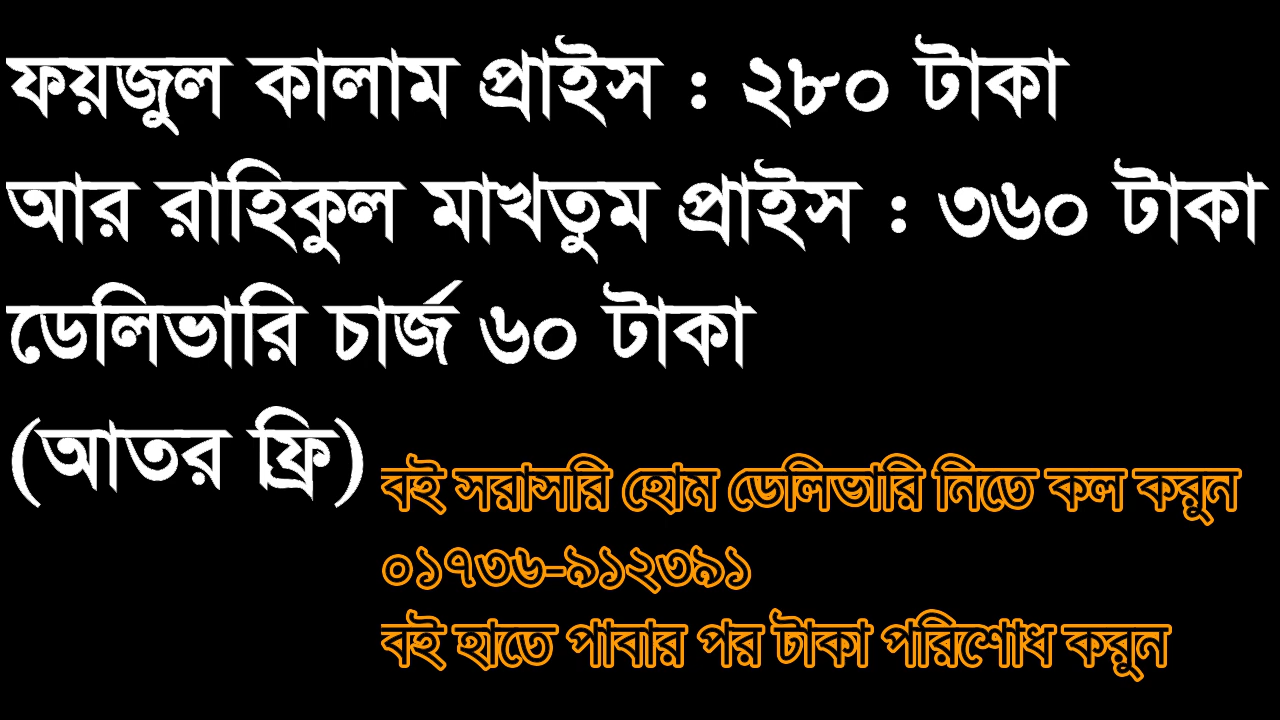 ফয়জুল কালাম প্রাইস : ২৮০ টাকা
আর রাহিকুল মাখতুম প্রাইস : ৩৬০ টাকা
ডেলিভারি চার্জ ৬০ টাকা
(আতর ফ্রি)
বই সরাসরি হোম ডেলিভারি নিতে কল করুন
০১৭৩৬-৯১২৩৯১
বই হাতে পাবার পর টাকা পরিশোধ করুন